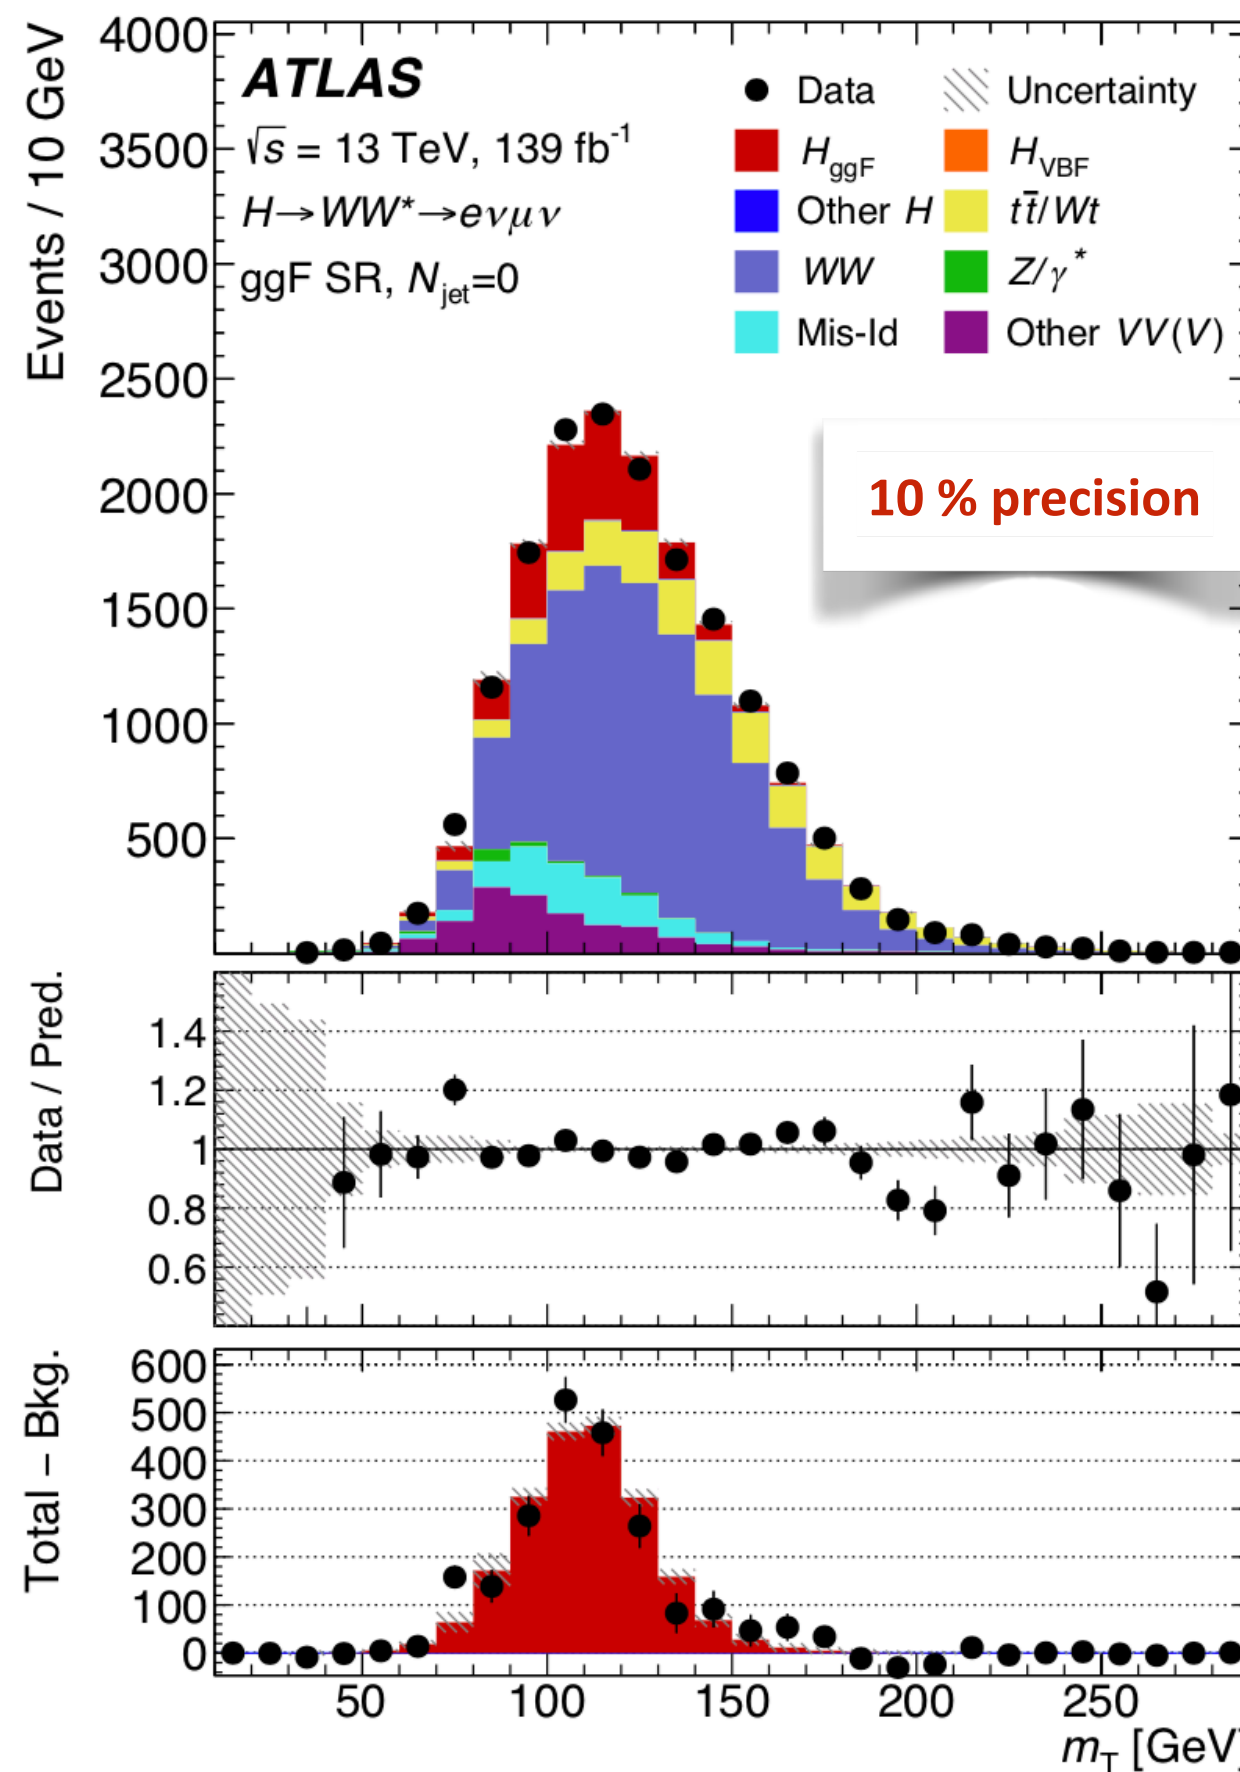 4000
3500
3000
2500
2000
1500
1000
500
Events / 10 GeV
ATLAS
√s = 13 TeV, 139 fb⁻¹
H→WW*→eνμν
ggF SR, N_jet=0
Data
Uncertainty
H_ggF
H_VBF
Other H
tt̄/Wt
WW
Z/γ*
Mis-Id
Other VV(V)
10 % precision
Data / Pred.
1.4
1.2
1
0.8
0.6
Total – Bkg.
600
500
400
300
200
100
0
50 100 150 200 250
m_T [GeV]